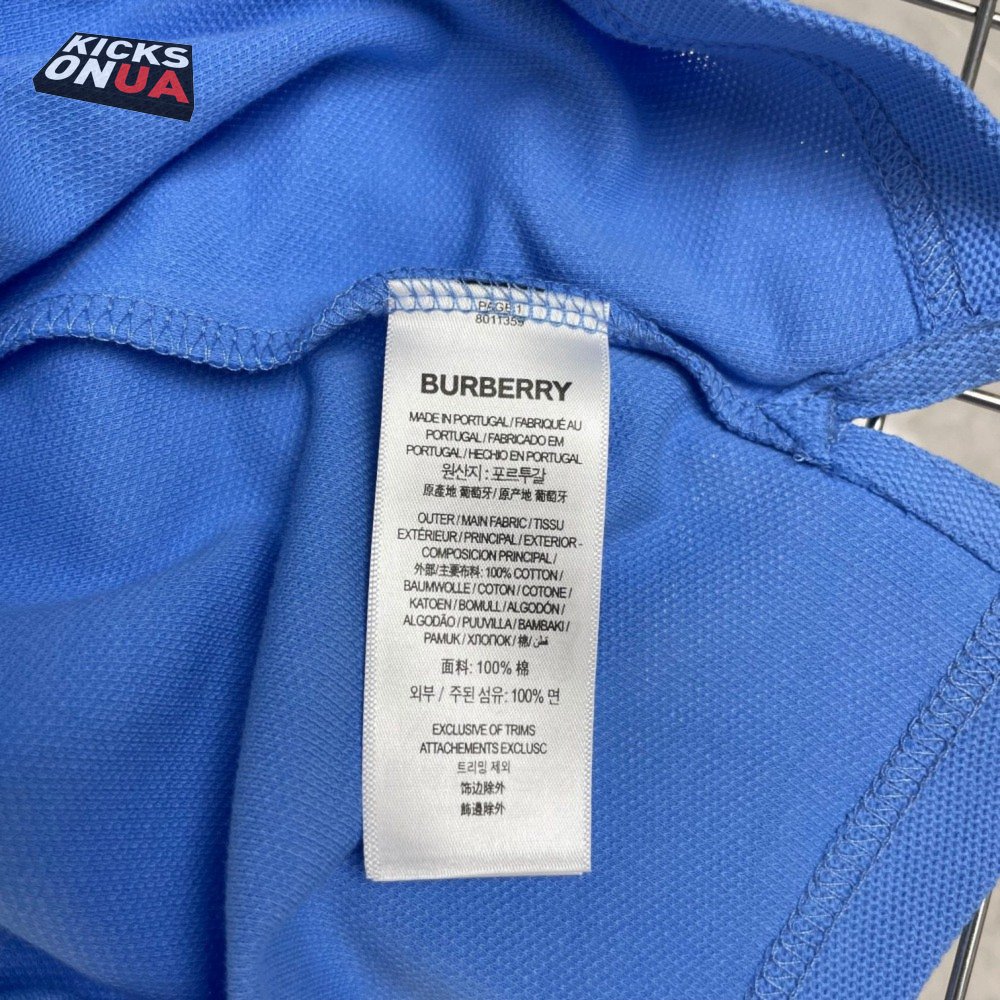 KICKS
ONUA
PAGE 1
8011359
BURBERRY
MADE IN PORTUGAL / FABRIQUÉ AU
PORTUGAL / FABRICADO EM
PORTUGAL / HECHO EN PORTUGAL
원산지 : 포르투갈
原產地 葡萄牙/ 原产地 葡萄牙
OUTER / MAIN FABRIC / TISSU
EXTÉRIEUR / PRINCIPAL / EXTERIOR -
COMPOSICION PRINCIPAL /
外部/主要布料: 100% COTTON /
BAUMWOLLE / COTON / COTONE /
KATOEN / BOMULL / ALGODÓN /
ALGODÃO / PUUVILLA / BAMBAKI /
PAMUK / ХЛОПОК / 棉/ قطن
面料: 100% 棉
외부 / 주된 섬유: 100% 면
EXCLUSIVE OF TRIMS
ATTACHEMENTS EXCLUSC
트리밍 제외
饰边除外
飾邊除外